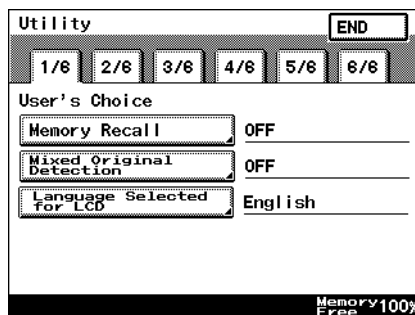 Utility
END
1/6 2/6 3/6 4/6 5/6 6/6
User's Choice
Memory Recall OFF
Mixed Original
Detection OFF
Language Selected
for LCD English
Memory
Free 100%